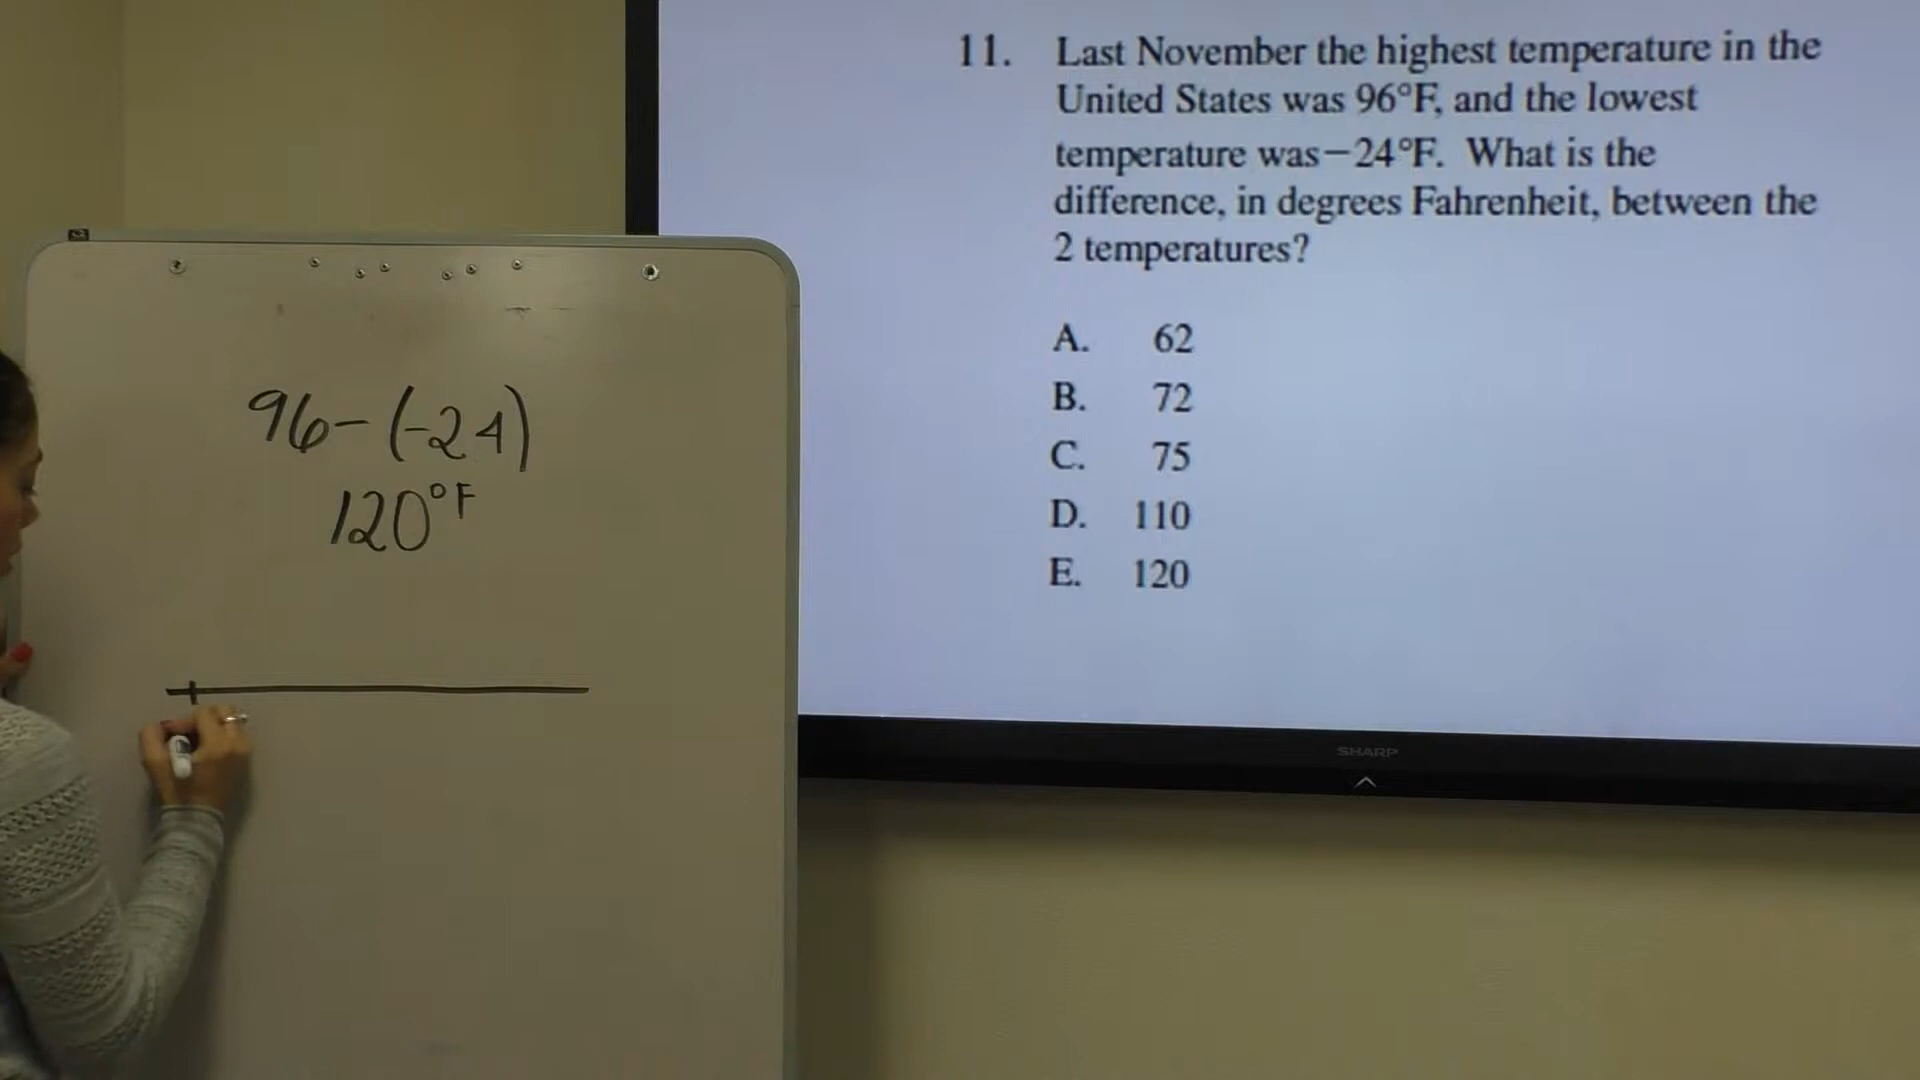 96-(-24)
120°F
11. Last November the highest temperature in the
United States was 96°F, and the lowest
temperature was−24°F. What is the
difference, in degrees Fahrenheit, between the
2 temperatures?
A. 62
B. 72
C. 75
D. 110
E. 120
SHARP